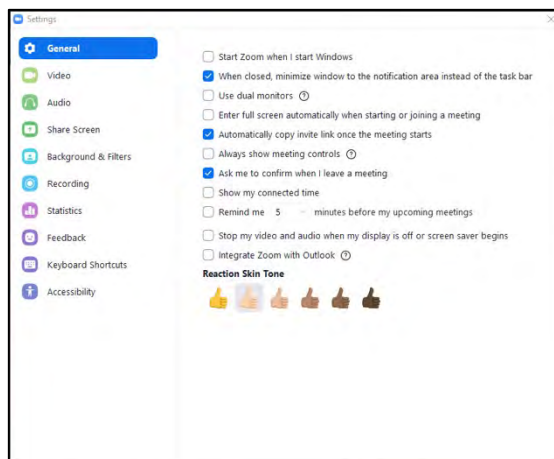 Settings
General
Video
Audio
Share Screen
Background & Filters
Recording
Statistics
Feedback
Keyboard Shortcuts
Accessibility
Start Zoom when I start Windows
When closed, minimize window to the notification area instead of the task bar
Use dual monitors
Enter full screen automatically when starting or joining a meeting
Automatically copy invite link once the meeting starts
Always show meeting controls
Ask me to confirm when I leave a meeting
Show my connected time
Remind me 5 minutes before my upcoming meetings
Stop my video and audio when my display is off or screen saver begins
Integrate Zoom with Outlook
Reaction Skin Tone